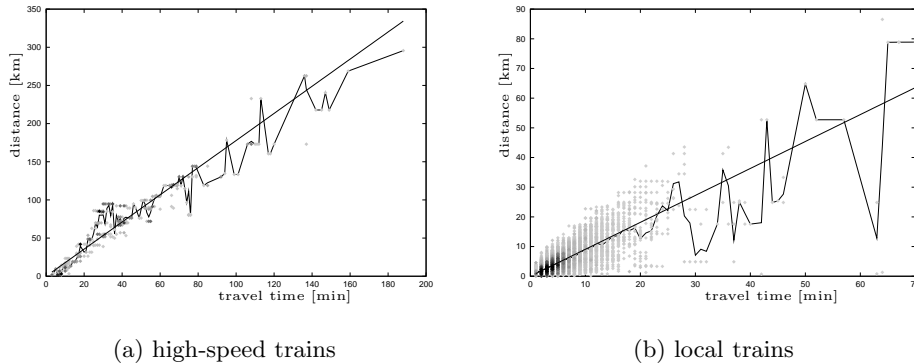 350
300
250
200
150
100
50
0
distance [km]
0 20 40 60 80 100 120 140 160 180 200
travel time [min]
(a) high-speed trains
90
80
70
60
50
40
30
20
10
0
distance [km]
0 10 20 30 40 50 60 70
travel time [min]
(b) local trains